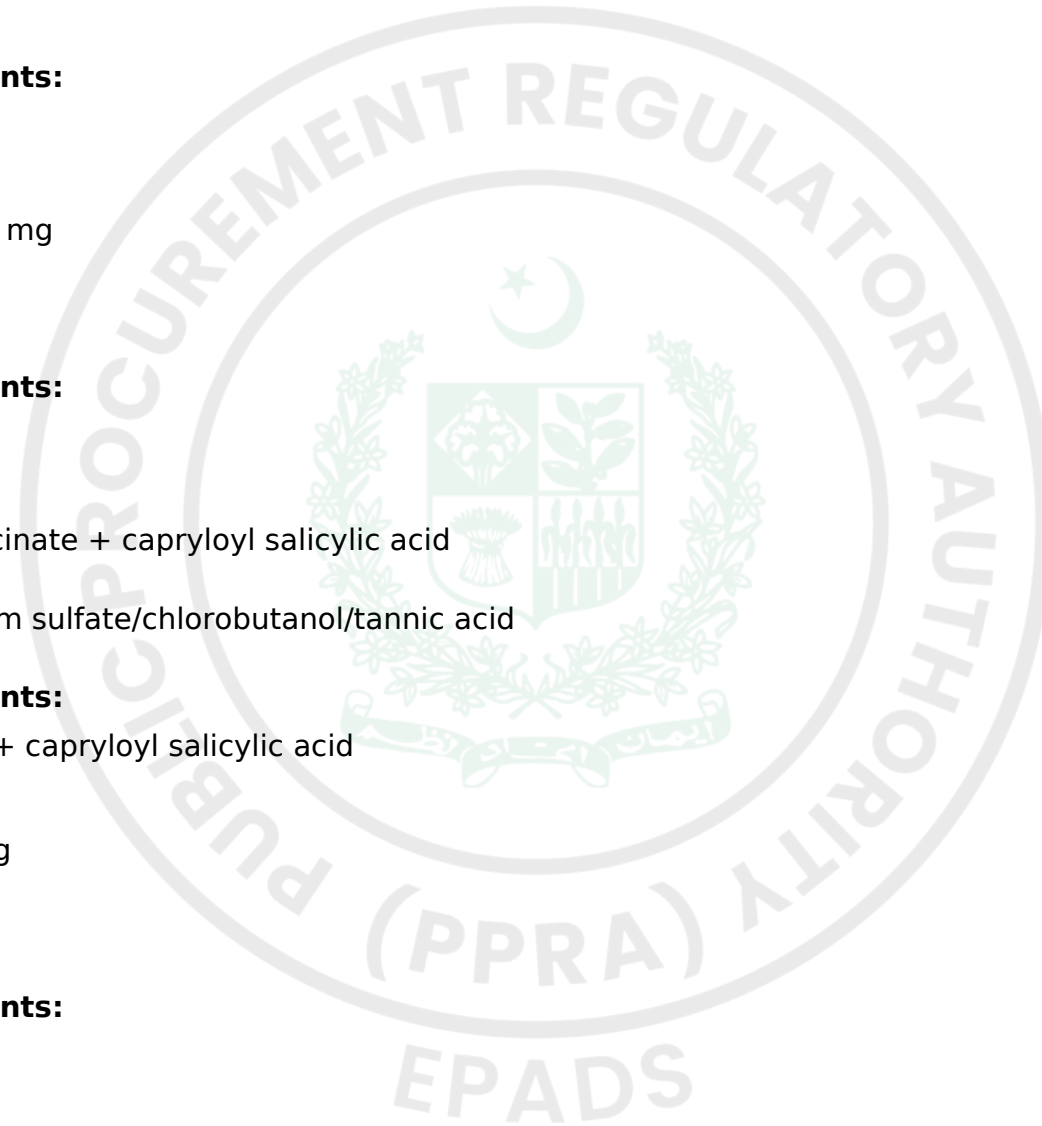 nts:
mg
nts:
cinate + capryloyl salicylic acid
m sulfate/chlorobutanol/tannic acid
nts:
+ capryloyl salicylic acid
g
nts:
PUBLIC PROCUREMENT REGULATORY AUTHORITY
(PPRA)
EPADS